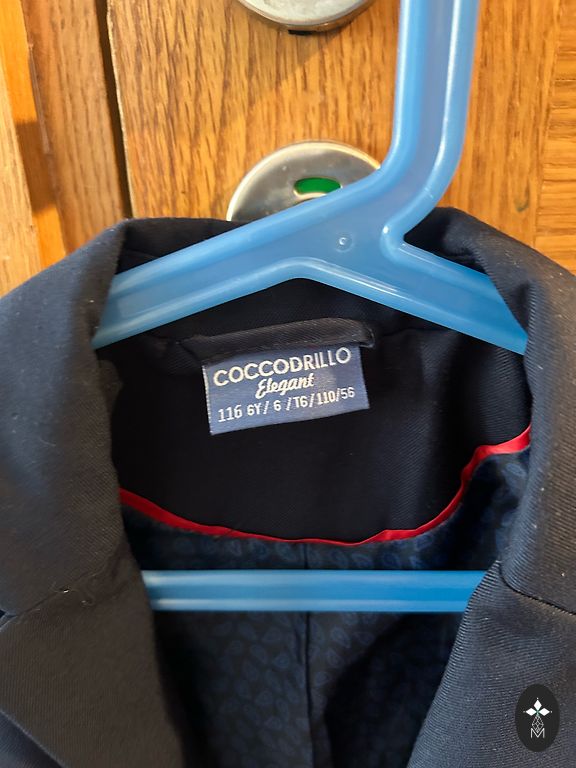 COCCODRILLO
Elegant
116 6Y/ 6 /T6/110/56